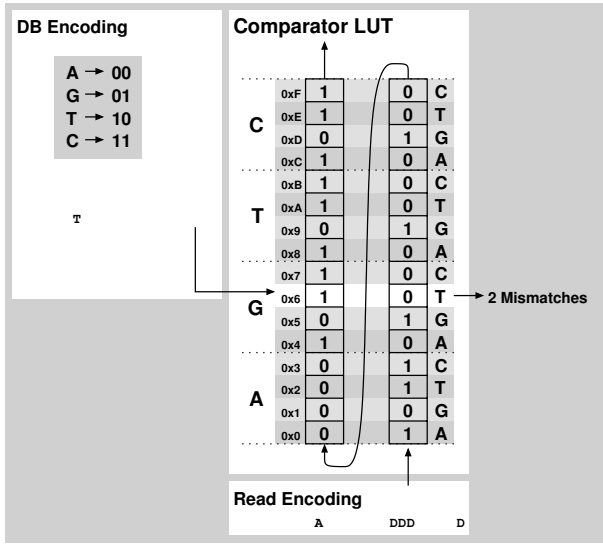 DB Encoding
A → 00
G → 01
T → 10
C → 11
T
Comparator LUT
C
0xF 1 0 C
0xE 1 0 T
0xD 0 1 G
0xC 1 0 A
T
0xB 1 0 C
0xA 1 0 T
0x9 0 1 G
0x8 1 0 A
G
0x7 1 0 C
0x6 1 0 T → 2 Mismatches
0x5 0 1 G
0x4 1 0 A
A
0x3 0 1 C
0x2 0 1 T
0x1 0 0 G
0x0 0 1 A
Read Encoding
A DDD D